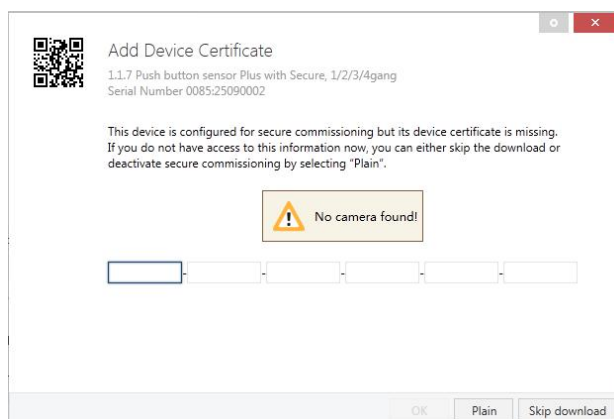 Add Device Certificate
1.1.7 Push button sensor Plus with Secure, 1/2/3/4gang
Serial Number 0085:25090002
This device is configured for secure commissioning but its device certificate is missing.
If you do not have access to this information now, you can either skip the download or
deactivate secure commissioning by selecting "Plain".
No camera found!
- - - - -
OK Plain Skip download